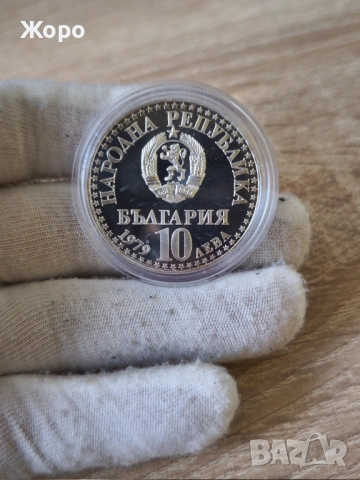 Жоро
НАРОДНА РЕПУБЛИКА
БЪЛГАРИЯ
1979 10 ЛЕВА
BAZAR